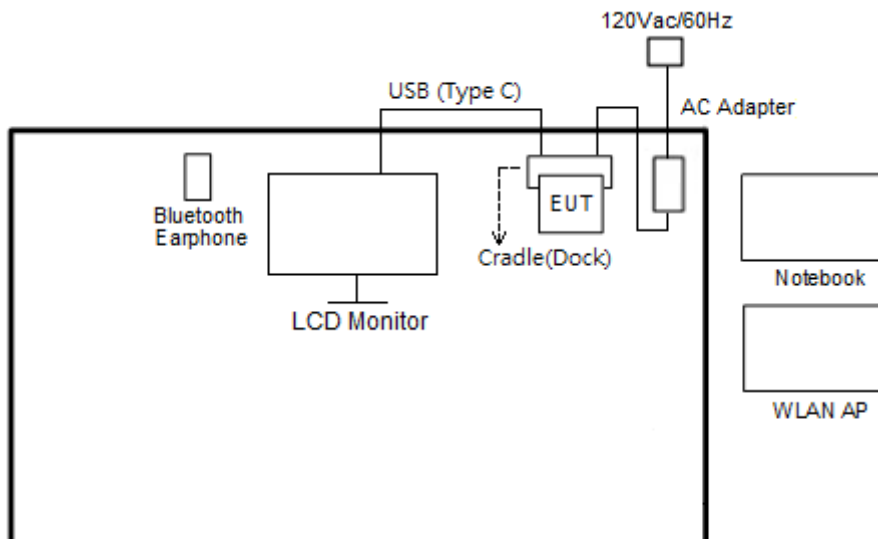 120Vac/60Hz
USB (Type C)
AC Adapter
Bluetooth
Earphone
EUT
Cradle(Dock)
Notebook
LCD Monitor
WLAN AP